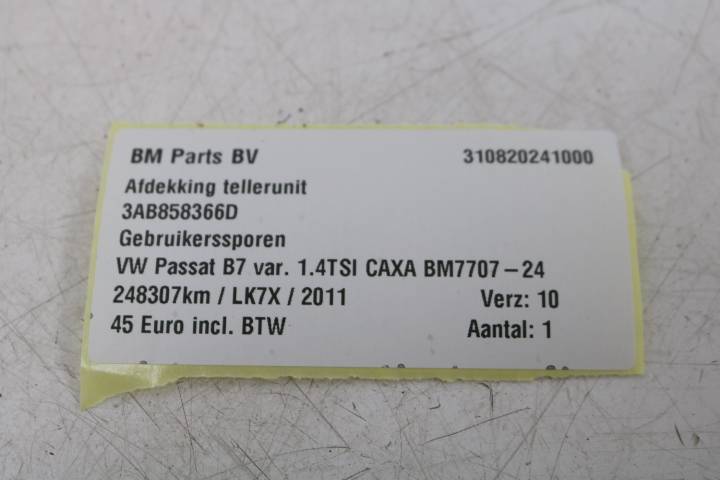 BM Parts BV 310820241000
Afdekking tellerunit
3AB858366D
Gebruikerssporen
VW Passat B7 var. 1.4TSI CAXA BM7707-24
248307km / LK7X / 2011 Verz: 10
45 Euro incl. BTW Aantal: 1